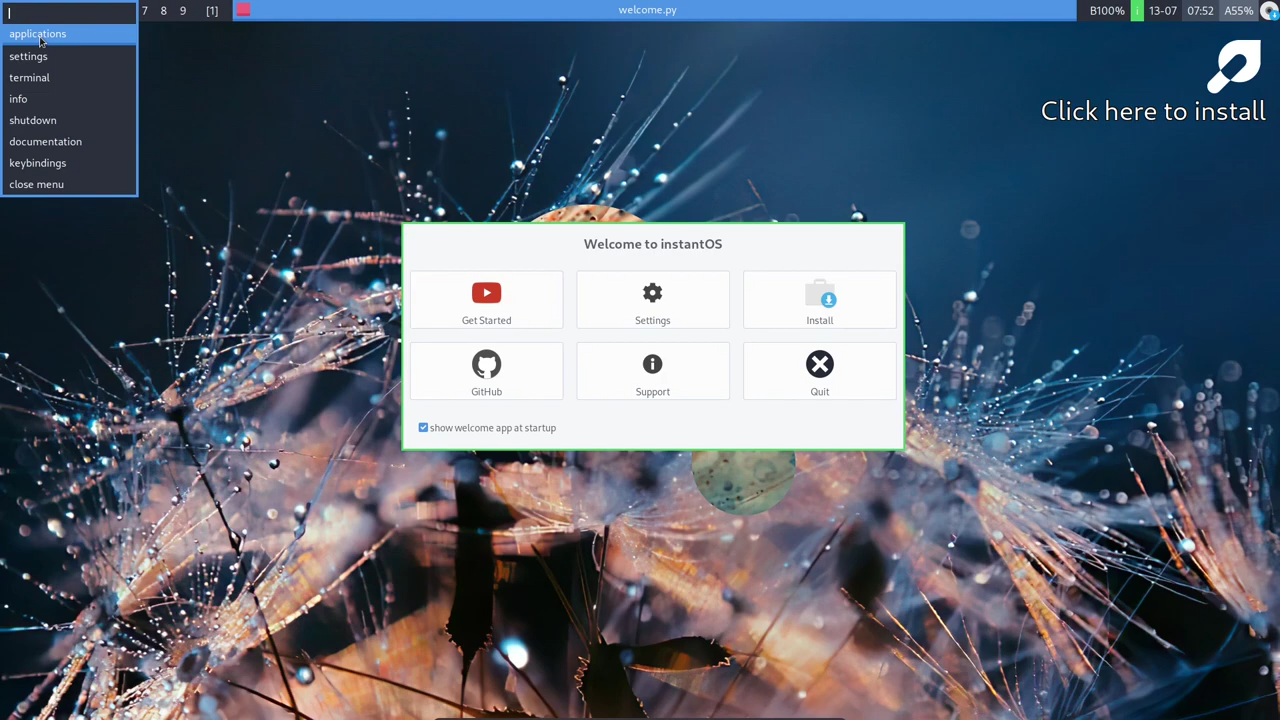 7 8 9 [1] welcome.py B100% i 13-07 07:52 A55%
applications
settings
terminal
info
shutdown
documentation
keybindings
close menu
Click here to install
Welcome to instantOS
Get Started Settings Install
GitHub Support Quit
show welcome app at startup